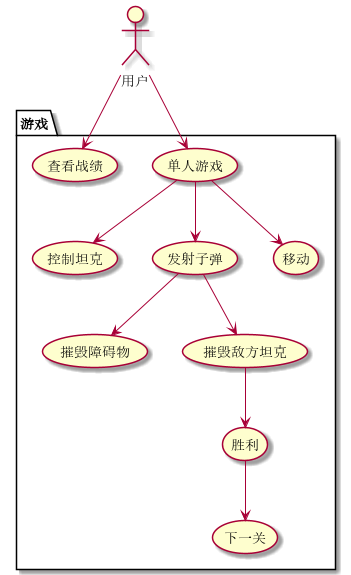 用户
游戏
查看战绩
单人游戏
控制坦克
发射子弹
移动
摧毁障碍物
摧毁敌方坦克
胜利
下一关